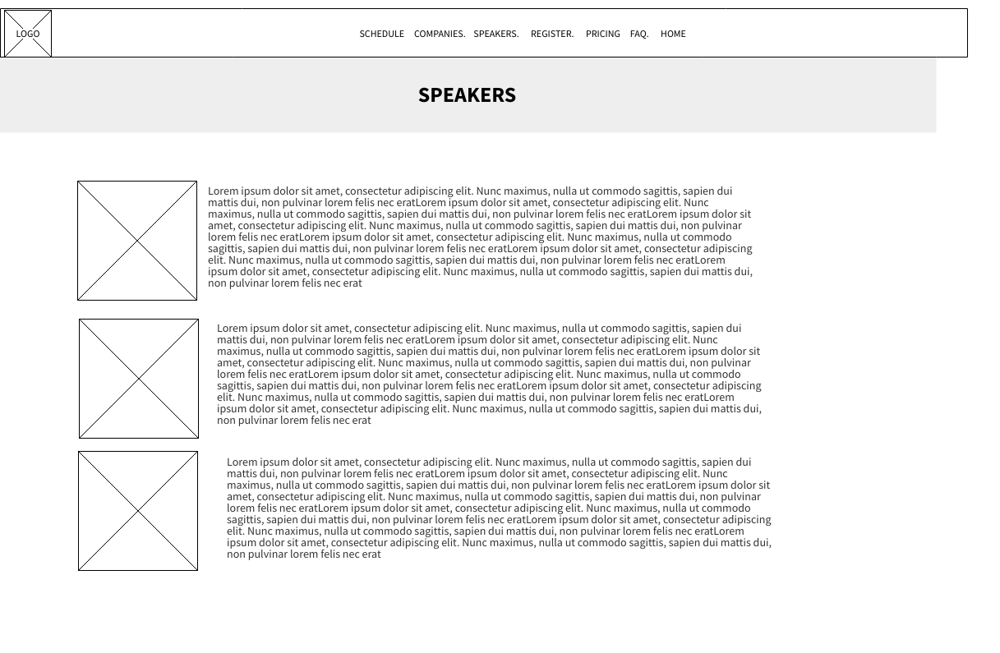 LOGO
SCHEDULE COMPANIES. SPEAKERS. REGISTER. PRICING FAQ. HOME
SPEAKERS
Lorem ipsum dolor sit amet, consectetur adipiscing elit. Nunc maximus, nulla ut commodo sagittis, sapien dui
mattis dui, non pulvinar lorem felis nec eratLorem ipsum dolor sit amet, consectetur adipiscing elit. Nunc
maximus, nulla ut commodo sagittis, sapien dui mattis dui, non pulvinar lorem felis nec eratLorem ipsum dolor sit
amet, consectetur adipiscing elit. Nunc maximus, nulla ut commodo sagittis, sapien dui mattis dui, non pulvinar
lorem felis nec eratLorem ipsum dolor sit amet, consectetur adipiscing elit. Nunc maximus, nulla ut commodo
sagittis, sapien dui mattis dui, non pulvinar lorem felis nec eratLorem ipsum dolor sit amet, consectetur adipiscing
elit. Nunc maximus, nulla ut commodo sagittis, sapien dui mattis dui, non pulvinar lorem felis nec eratLorem
ipsum dolor sit amet, consectetur adipiscing elit. Nunc maximus, nulla ut commodo sagittis, sapien dui mattis dui,
non pulvinar lorem felis nec erat
Lorem ipsum dolor sit amet, consectetur adipiscing elit. Nunc maximus, nulla ut commodo sagittis, sapien dui
mattis dui, non pulvinar lorem felis nec eratLorem ipsum dolor sit amet, consectetur adipiscing elit. Nunc
maximus, nulla ut commodo sagittis, sapien dui mattis dui, non pulvinar lorem felis nec eratLorem ipsum dolor sit
amet, consectetur adipiscing elit. Nunc maximus, nulla ut commodo sagittis, sapien dui mattis dui, non pulvinar
lorem felis nec eratLorem ipsum dolor sit amet, consectetur adipiscing elit. Nunc maximus, nulla ut commodo
sagittis, sapien dui mattis dui, non pulvinar lorem felis nec eratLorem ipsum dolor sit amet, consectetur adipiscing
elit. Nunc maximus, nulla ut commodo sagittis, sapien dui mattis dui, non pulvinar lorem felis nec eratLorem
ipsum dolor sit amet, consectetur adipiscing elit. Nunc maximus, nulla ut commodo sagittis, sapien dui mattis dui,
non pulvinar lorem felis nec erat
Lorem ipsum dolor sit amet, consectetur adipiscing elit. Nunc maximus, nulla ut commodo sagittis, sapien dui
mattis dui, non pulvinar lorem felis nec eratLorem ipsum dolor sit amet, consectetur adipiscing elit. Nunc
maximus, nulla ut commodo sagittis, sapien dui mattis dui, non pulvinar lorem felis nec eratLorem ipsum dolor sit
amet, consectetur adipiscing elit. Nunc maximus, nulla ut commodo sagittis, sapien dui mattis dui, non pulvinar
lorem felis nec eratLorem ipsum dolor sit amet, consectetur adipiscing elit. Nunc maximus, nulla ut commodo
sagittis, sapien dui mattis dui, non pulvinar lorem felis nec eratLorem ipsum dolor sit amet, consectetur adipiscing
elit. Nunc maximus, nulla ut commodo sagittis, sapien dui mattis dui, non pulvinar lorem felis nec eratLorem
ipsum dolor sit amet, consectetur adipiscing elit. Nunc maximus, nulla ut commodo sagittis, sapien dui mattis dui,
non pulvinar lorem felis nec erat